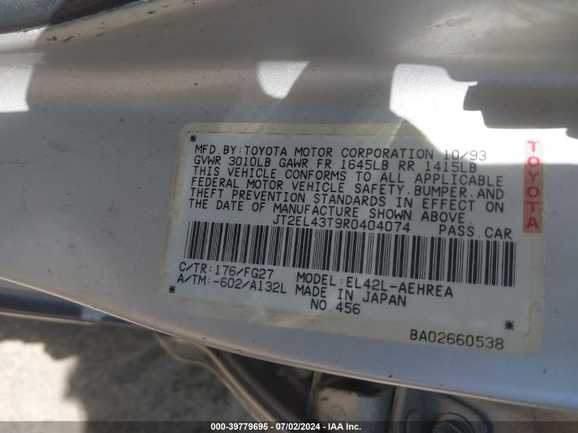 MFD.BY:TOYOTA MOTOR CORPORATION 10/93
GVWR 3010LB GAWR FR 1645LB RR 1415LB
THIS VEHICLE CONFORMS TO ALL APPLICABLE
FEDERAL MOTOR VEHICLE SAFETY, BUMPER, AND
THEFT PREVENTION STANDARDS IN EFFECT ON
THE DATE OF MANUFACTURE SHOWN ABOVE.
JT2EL43T9R0404074 PASS.CAR
TOYOTA
C/TR:176/FG27 MODEL:EL42L-AEHREA
A/TM:-602/A132L MADE IN JAPAN
NO.456
BA02660538
000-39779695 - 07/02/2024 - IAAI.COM